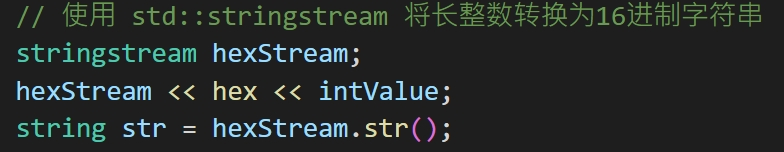 // 使用 std::stringstream 将长整数转换为16进制字符串
stringstream hexStream;
hexStream << hex << intValue;
string str = hexStream.str();